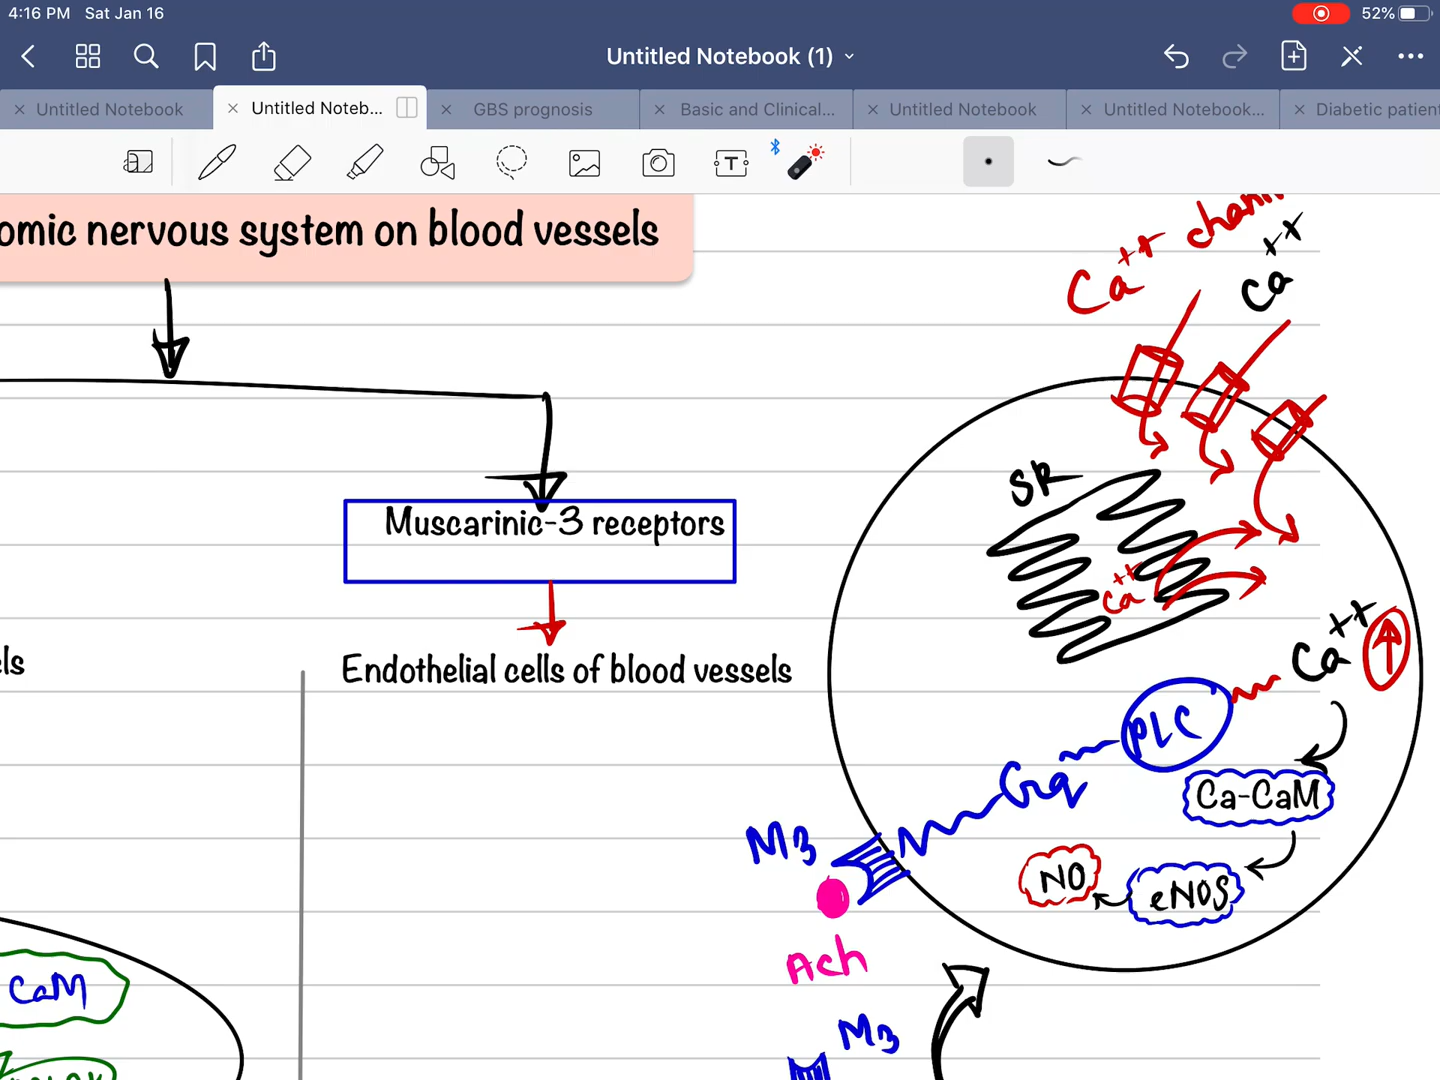 4:16 PM Sat Jan 16
52%
Untitled Notebook (1)
Untitled Notebook
Untitled Noteb...
GBS prognosis
Basic and Clinical...
Untitled Notebook
Untitled Notebook...
Diabetic patient
omic nervous system on blood vessels
Ca++
Ca++
SR
Muscarinic-3 receptors
Ca++
Ca++
Endothelial cells of blood vessels
PLC
Gq
Ca-CaM
M3
NO
eNOS
Ach
CaM
M3